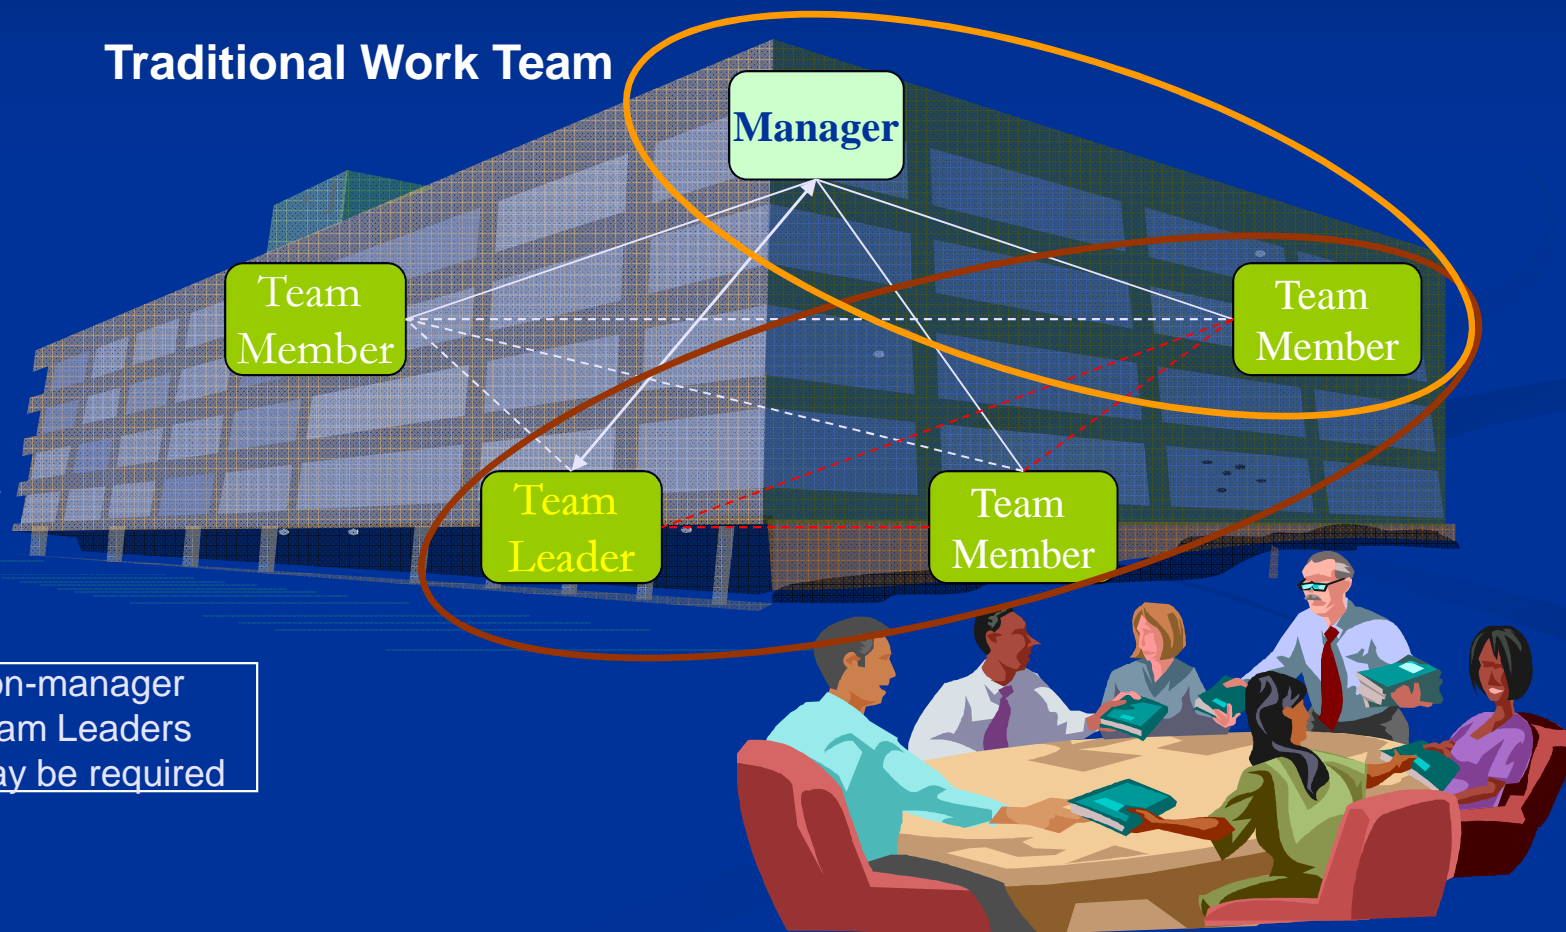 Traditional Work Team
Manager
Team
Member
Team
Member
Team
Leader
Team
Member
on-manager
am Leaders
ay be required